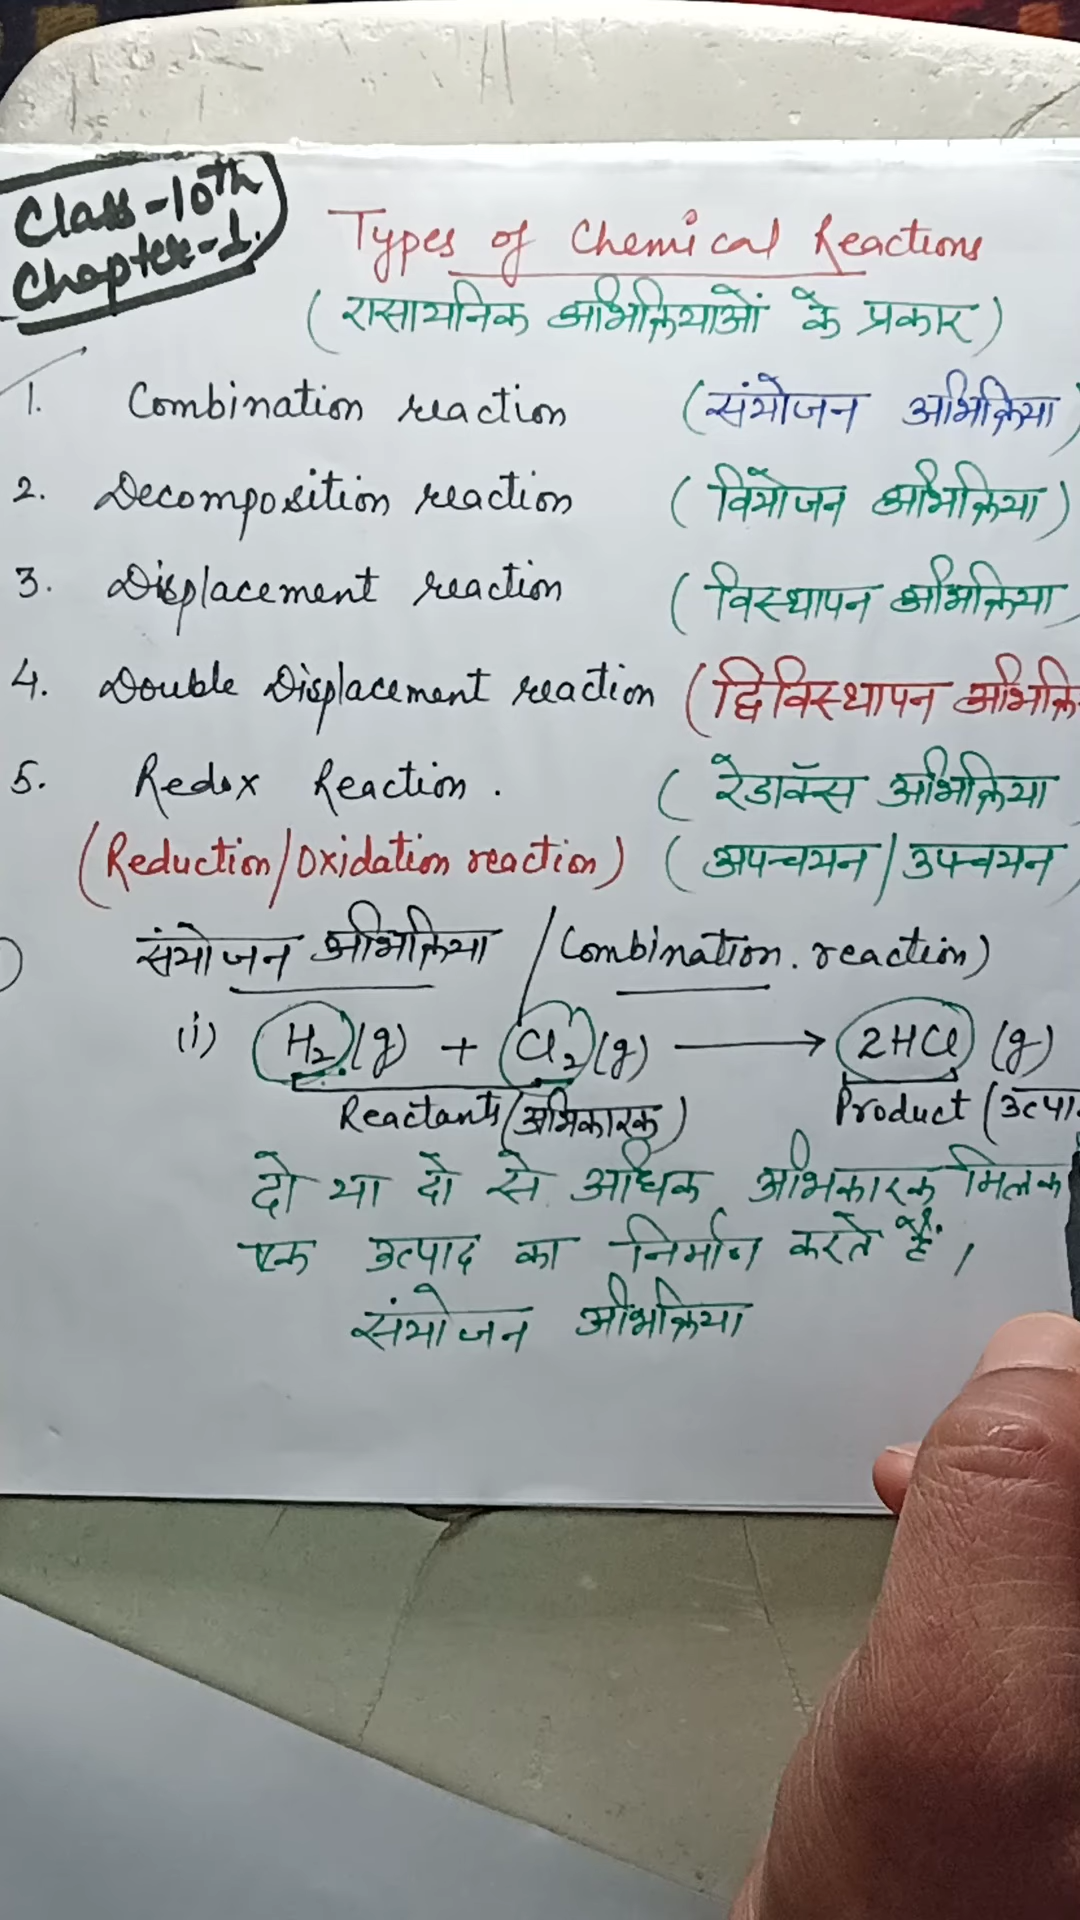 Class-10th
Chapter-1.
Types of Chemical Reactions
(रासायनिक अभिक्रियाओं के प्रकार)
1. Combination reaction (संयोजन अभिक्रिया)
2. Decomposition reaction (वियोजन अभिक्रिया)
3. Displacement reaction (विस्थापन अभिक्रिया)
4. Double Displacement reaction (द्विविस्थापन अभिक्रि
5. Redox Reaction. (रेडॉक्स अभिक्रिया
(Reduction/Oxidation reaction) (अपचयन/उपचयन)
संयोजन अभिक्रिया / Combination. reaction)
(i) H₂(g) + Cl₂(g) ⟶ 2HCl (g)
Reactants (अभिकारक) Product (उत्पा
दो या दो से अधिक अभिकारक मिलक
एक उत्पाद का निर्माण करते हैं।
संयोजन अभिक्रिया